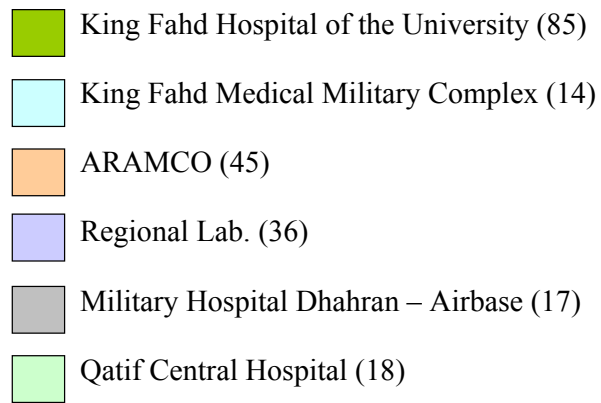 King Fahd Hospital of the University (85)
King Fahd Medical Military Complex (14)
ARAMCO (45)
Regional Lab. (36)
Military Hospital Dhahran – Airbase (17)
Qatif Central Hospital (18)